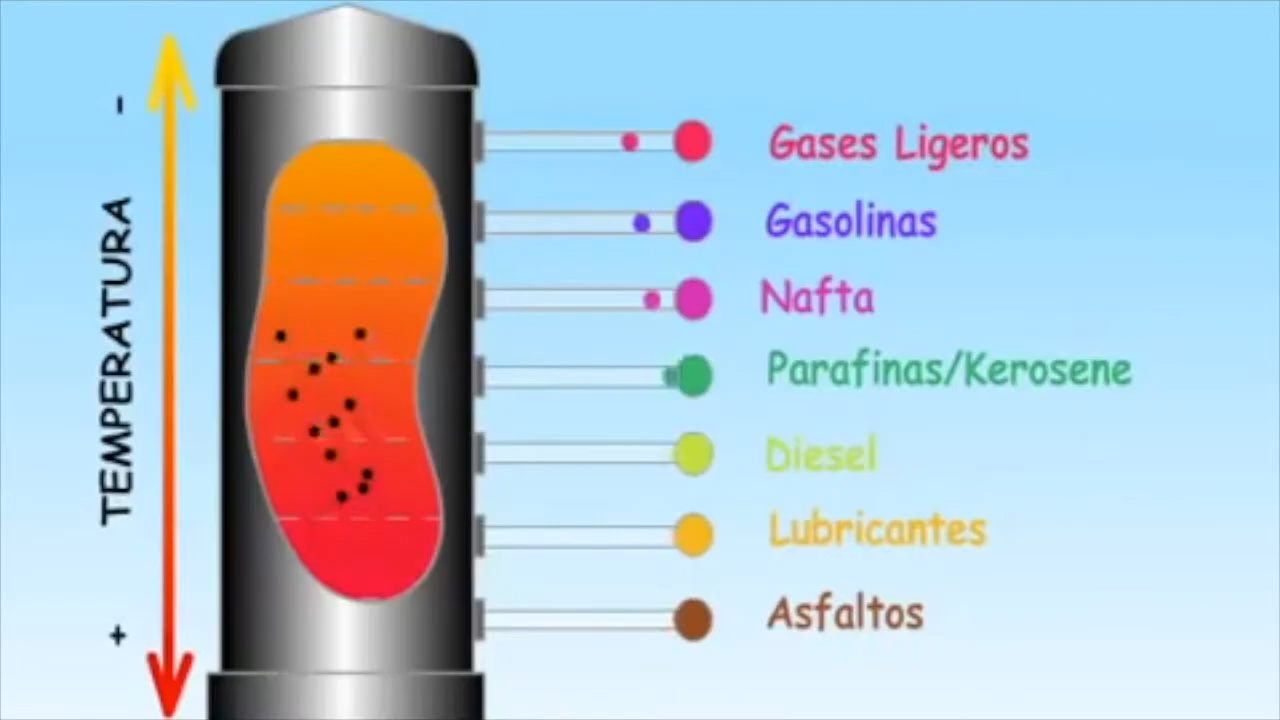 -
TEMPERATURA
+
Gases Ligeros
Gasolinas
Nafta
Parafinas/Kerosene
Diesel
Lubricantes
Asfaltos